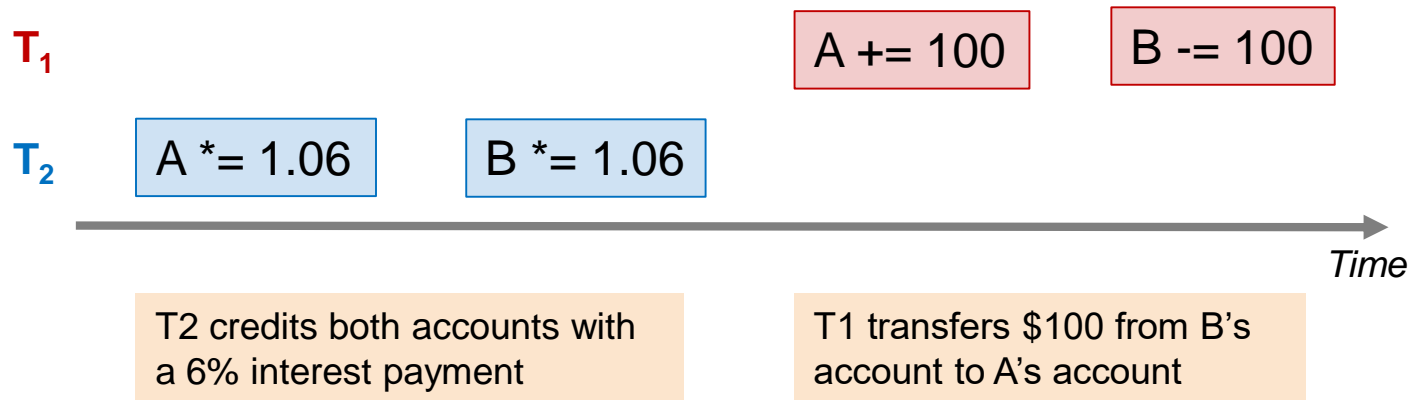 T1
A += 100
B -= 100
T2
A *= 1.06
B *= 1.06
Time
T2 credits both accounts with
a 6% interest payment
T1 transfers $100 from B’s
account to A’s account